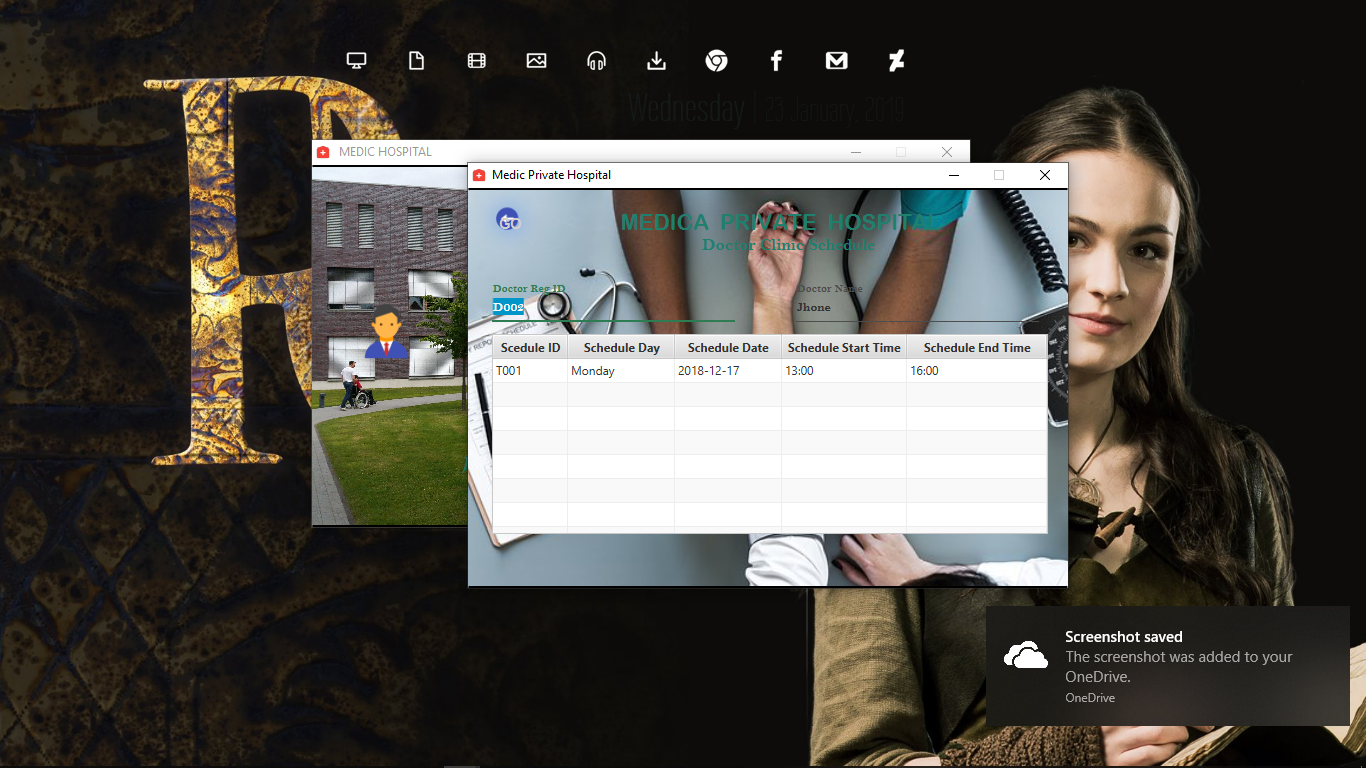 Wednesday | 23 January, 2019
MEDIC HOSPITAL
Medic Private Hospital
GO
MEDICA PRIVATE HOSPITAL
Doctor Clinic Schedule
Doctor Reg ID
Doctor Name
D002
Jhone
Scedule ID Schedule Day Schedule Date Schedule Start Time Schedule End Time
T001 Monday 2018-12-17 13:00 16:00
Screenshot saved
The screenshot was added to your
OneDrive.
OneDrive